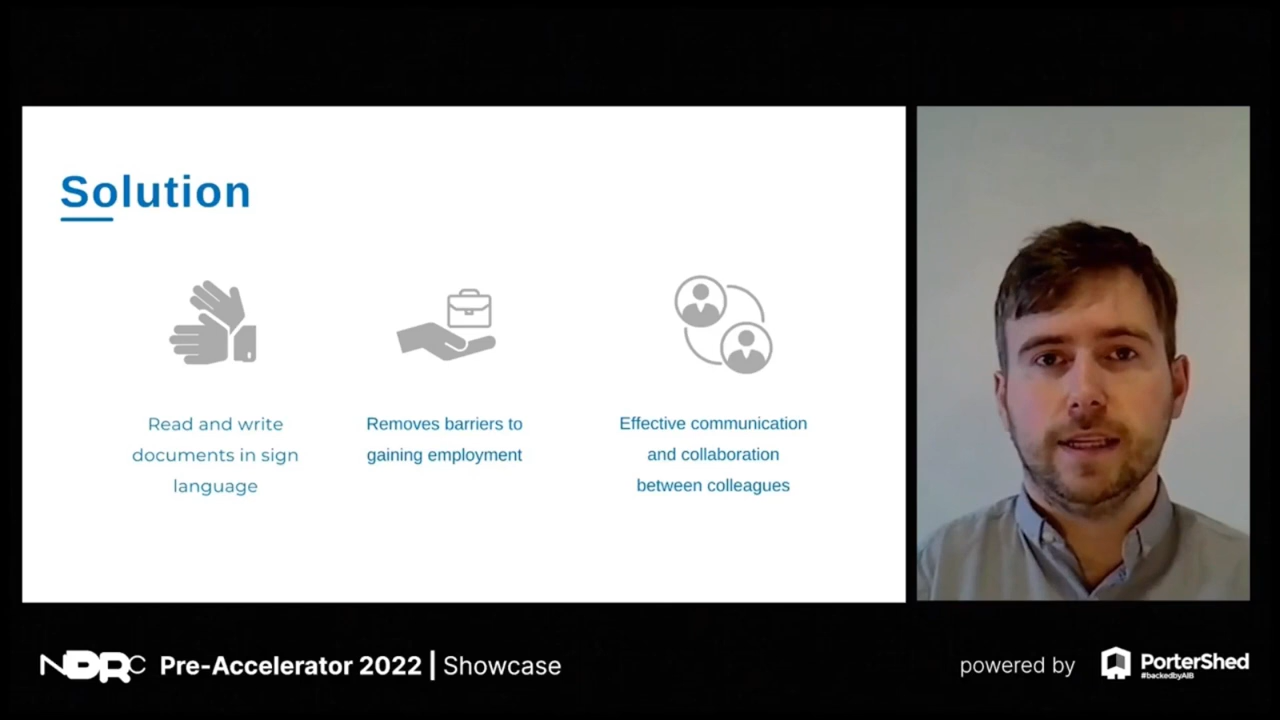 Solution
Read and write
documents in sign
language
Removes barriers to
gaining employment
Effective communication
and collaboration
between colleagues
NDRC Pre-Accelerator 2022 | Showcase
powered by PorterShed
#backedbyAIB